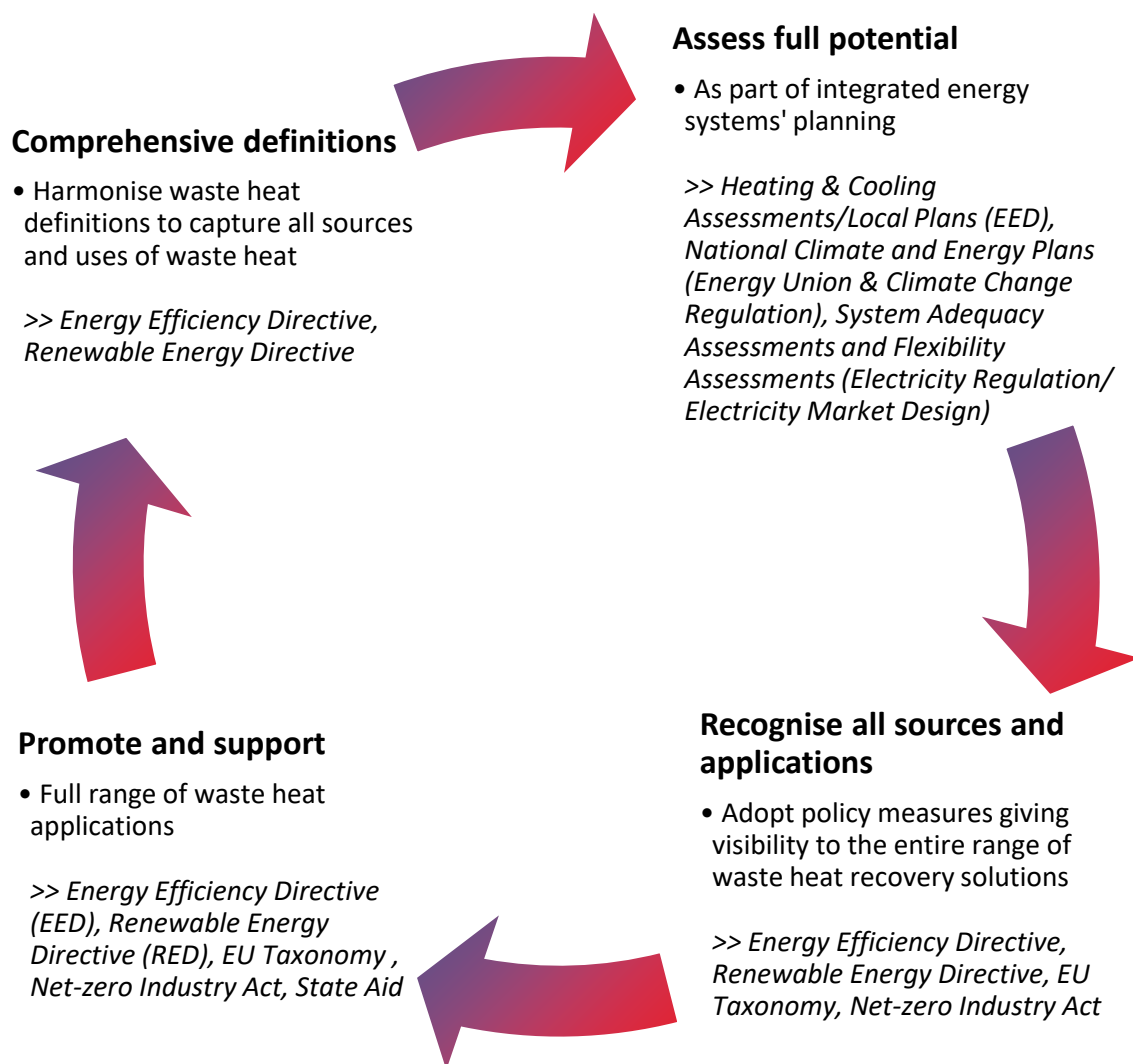 Comprehensive definitions
• Harmonise waste heat
definitions to capture all sources
and uses of waste heat
>> Energy Efficiency Directive,
Renewable Energy Directive
Assess full potential
• As part of integrated energy
systems' planning
>> Heating & Cooling
Assessments/Local Plans (EED),
National Climate and Energy Plans
(Energy Union & Climate Change
Regulation), System Adequacy
Assessments and Flexibility
Assessments (Electricity Regulation/
Electricity Market Design)
Recognise all sources and
applications
• Adopt policy measures giving
visibility to the entire range of
waste heat recovery solutions
>> Energy Efficiency Directive,
Renewable Energy Directive, EU
Taxonomy, Net-zero Industry Act
Promote and support
• Full range of waste heat
applications
>> Energy Efficiency Directive
(EED), Renewable Energy
Directive (RED), EU Taxonomy ,
Net-zero Industry Act, State Aid